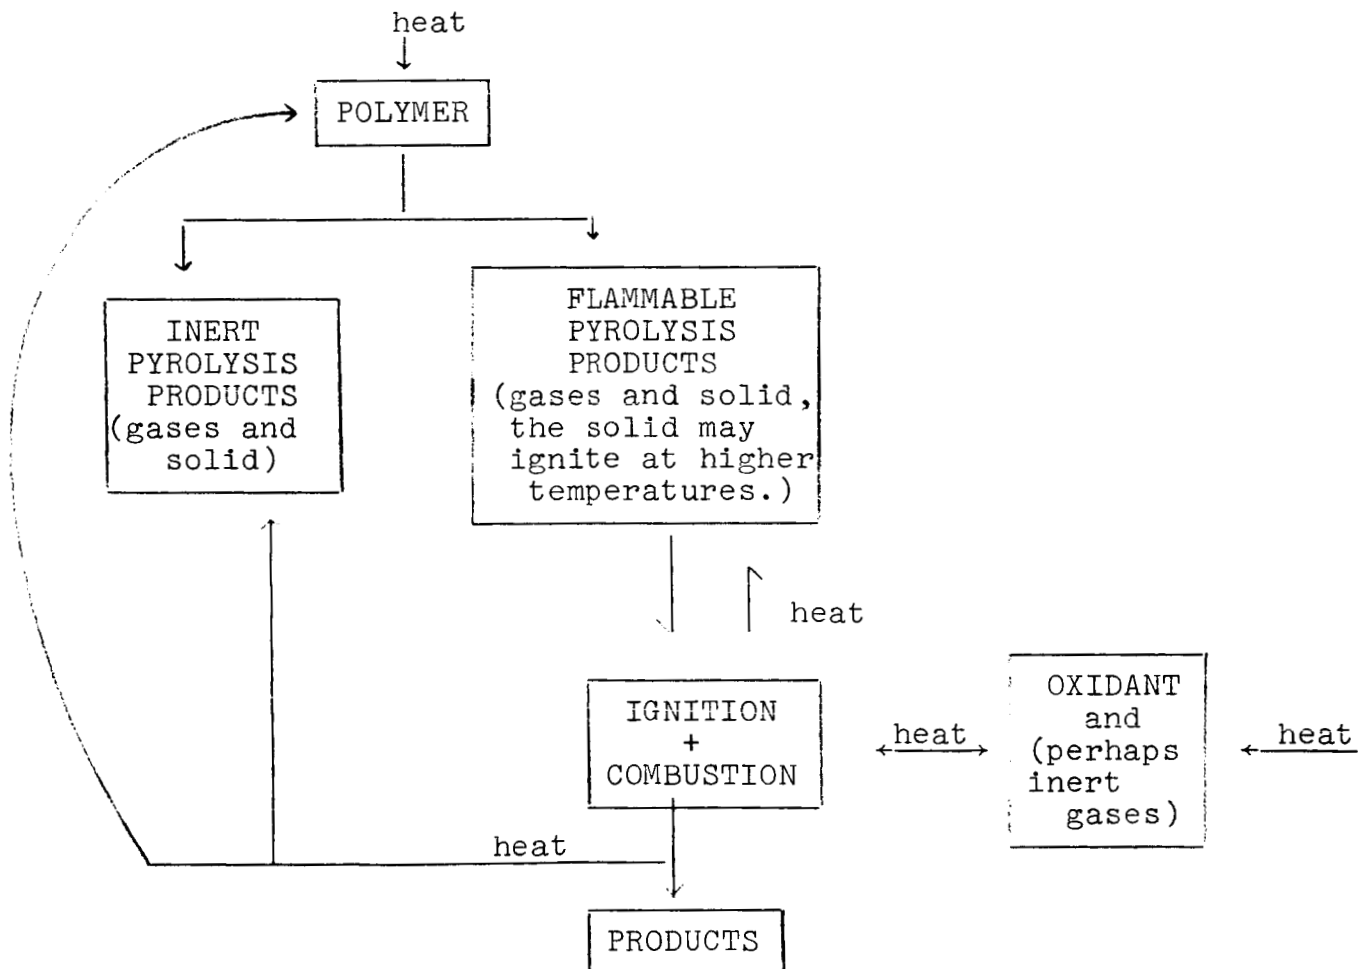 heat
POLYMER
INERT
PYROLYSIS
PRODUCTS
(gases and
solid)
FLAMMABLE
PYROLYSIS
PRODUCTS
(gases and solid,
the solid may
ignite at higher
temperatures.)
heat
IGNITION
+
COMBUSTION
heat
OXIDANT
and
(perhaps
inert
gases)
heat
heat
PRODUCTS